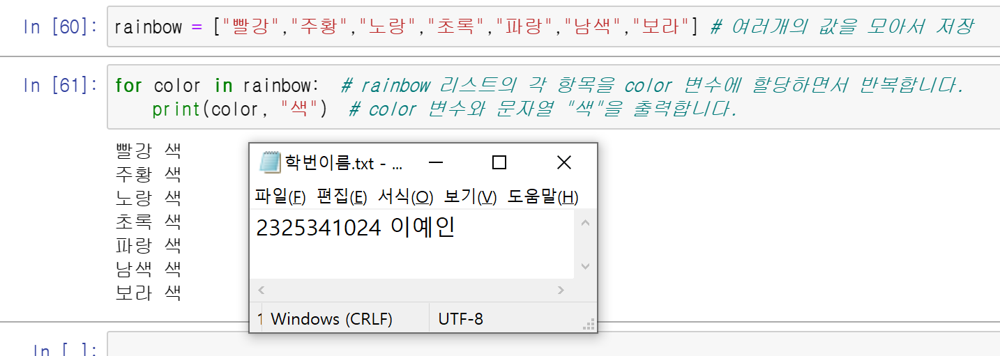 In [60]: rainbow = ["빨강","주황","노랑","초록","파랑","남색","보라"] # 여러개의 값을 모아서 저장
In [61]: for color in rainbow:  # rainbow 리스트의 각 항목을 color 변수에 할당하면서 반복합니다.
    print(color, "색")  # color 변수와 문자열 "색"을 출력합니다.
빨강 색
주황 색
노랑 색
초록 색
파랑 색
남색 색
보라 색
학번이름.txt - ...
파일(F) 편집(E) 서식(O) 보기(V) 도움말(H)
2325341024 이예인
1 Windows (CRLF) UTF-8
In [ ]: